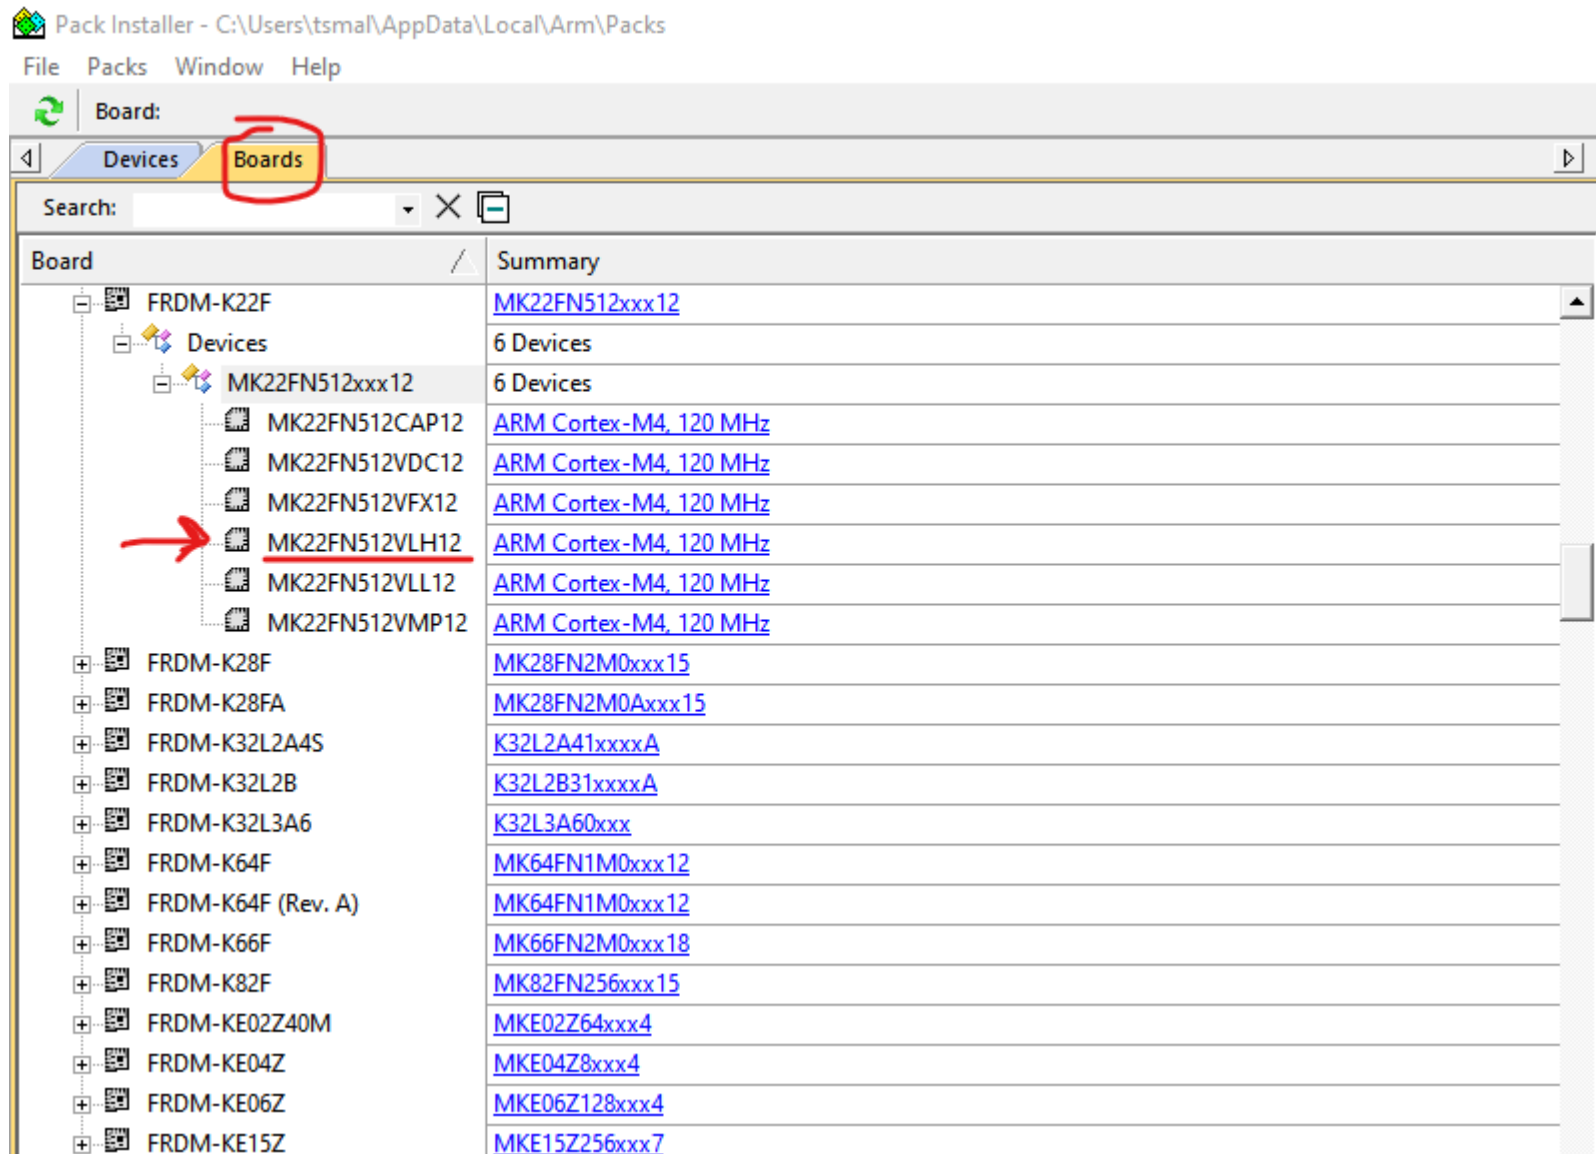 Pack Installer - C:\Users\tsmal\AppData\Local\Arm\Packs
File Packs Window Help
Board:
Devices Boards
Search:
Board Summary
FRDM-K22F MK22FN512xxx12
Devices 6 Devices
MK22FN512xxx12 6 Devices
MK22FN512CAP12 ARM Cortex-M4, 120 MHz
MK22FN512VDC12 ARM Cortex-M4, 120 MHz
MK22FN512VFX12 ARM Cortex-M4, 120 MHz
MK22FN512VLH12 ARM Cortex-M4, 120 MHz
MK22FN512VLL12 ARM Cortex-M4, 120 MHz
MK22FN512VMP12 ARM Cortex-M4, 120 MHz
FRDM-K28F MK28FN2M0xxx15
FRDM-K28FA MK28FN2M0Axxx15
FRDM-K32L2A4S K32L2A41xxxxA
FRDM-K32L2B K32L2B31xxxxA
FRDM-K32L3A6 K32L3A60xxx
FRDM-K64F MK64FN1M0xxx12
FRDM-K64F (Rev. A) MK64FN1M0xxx12
FRDM-K66F MK66FN2M0xxx18
FRDM-K82F MK82FN256xxx15
FRDM-KE02Z40M MKE02Z64xxx4
FRDM-KE04Z MKE04Z8xxx4
FRDM-KE06Z MKE06Z128xxx4
FRDM-KE15Z MKE15Z256xxx7